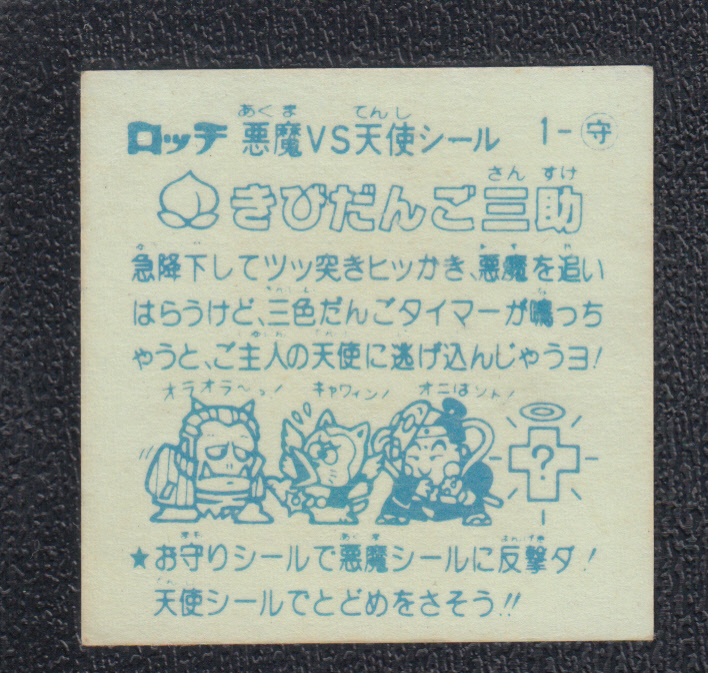 ロッチ 悪魔VS天使シール 1-守
あくま てんし
きびだんご三助
さん すけ
急降下してツッ突きヒッかき、悪魔を追い
はらうけど、三色だんごタイマーが鳴っち
ゃうと、ご主人の天使に逃げ込んじゃうヨ!
オラオラ〜ッ! キャウィン! オニはソト!
?
★お守りシールで悪魔シールに反撃ダ!
天使シールでとどめをさそう!!